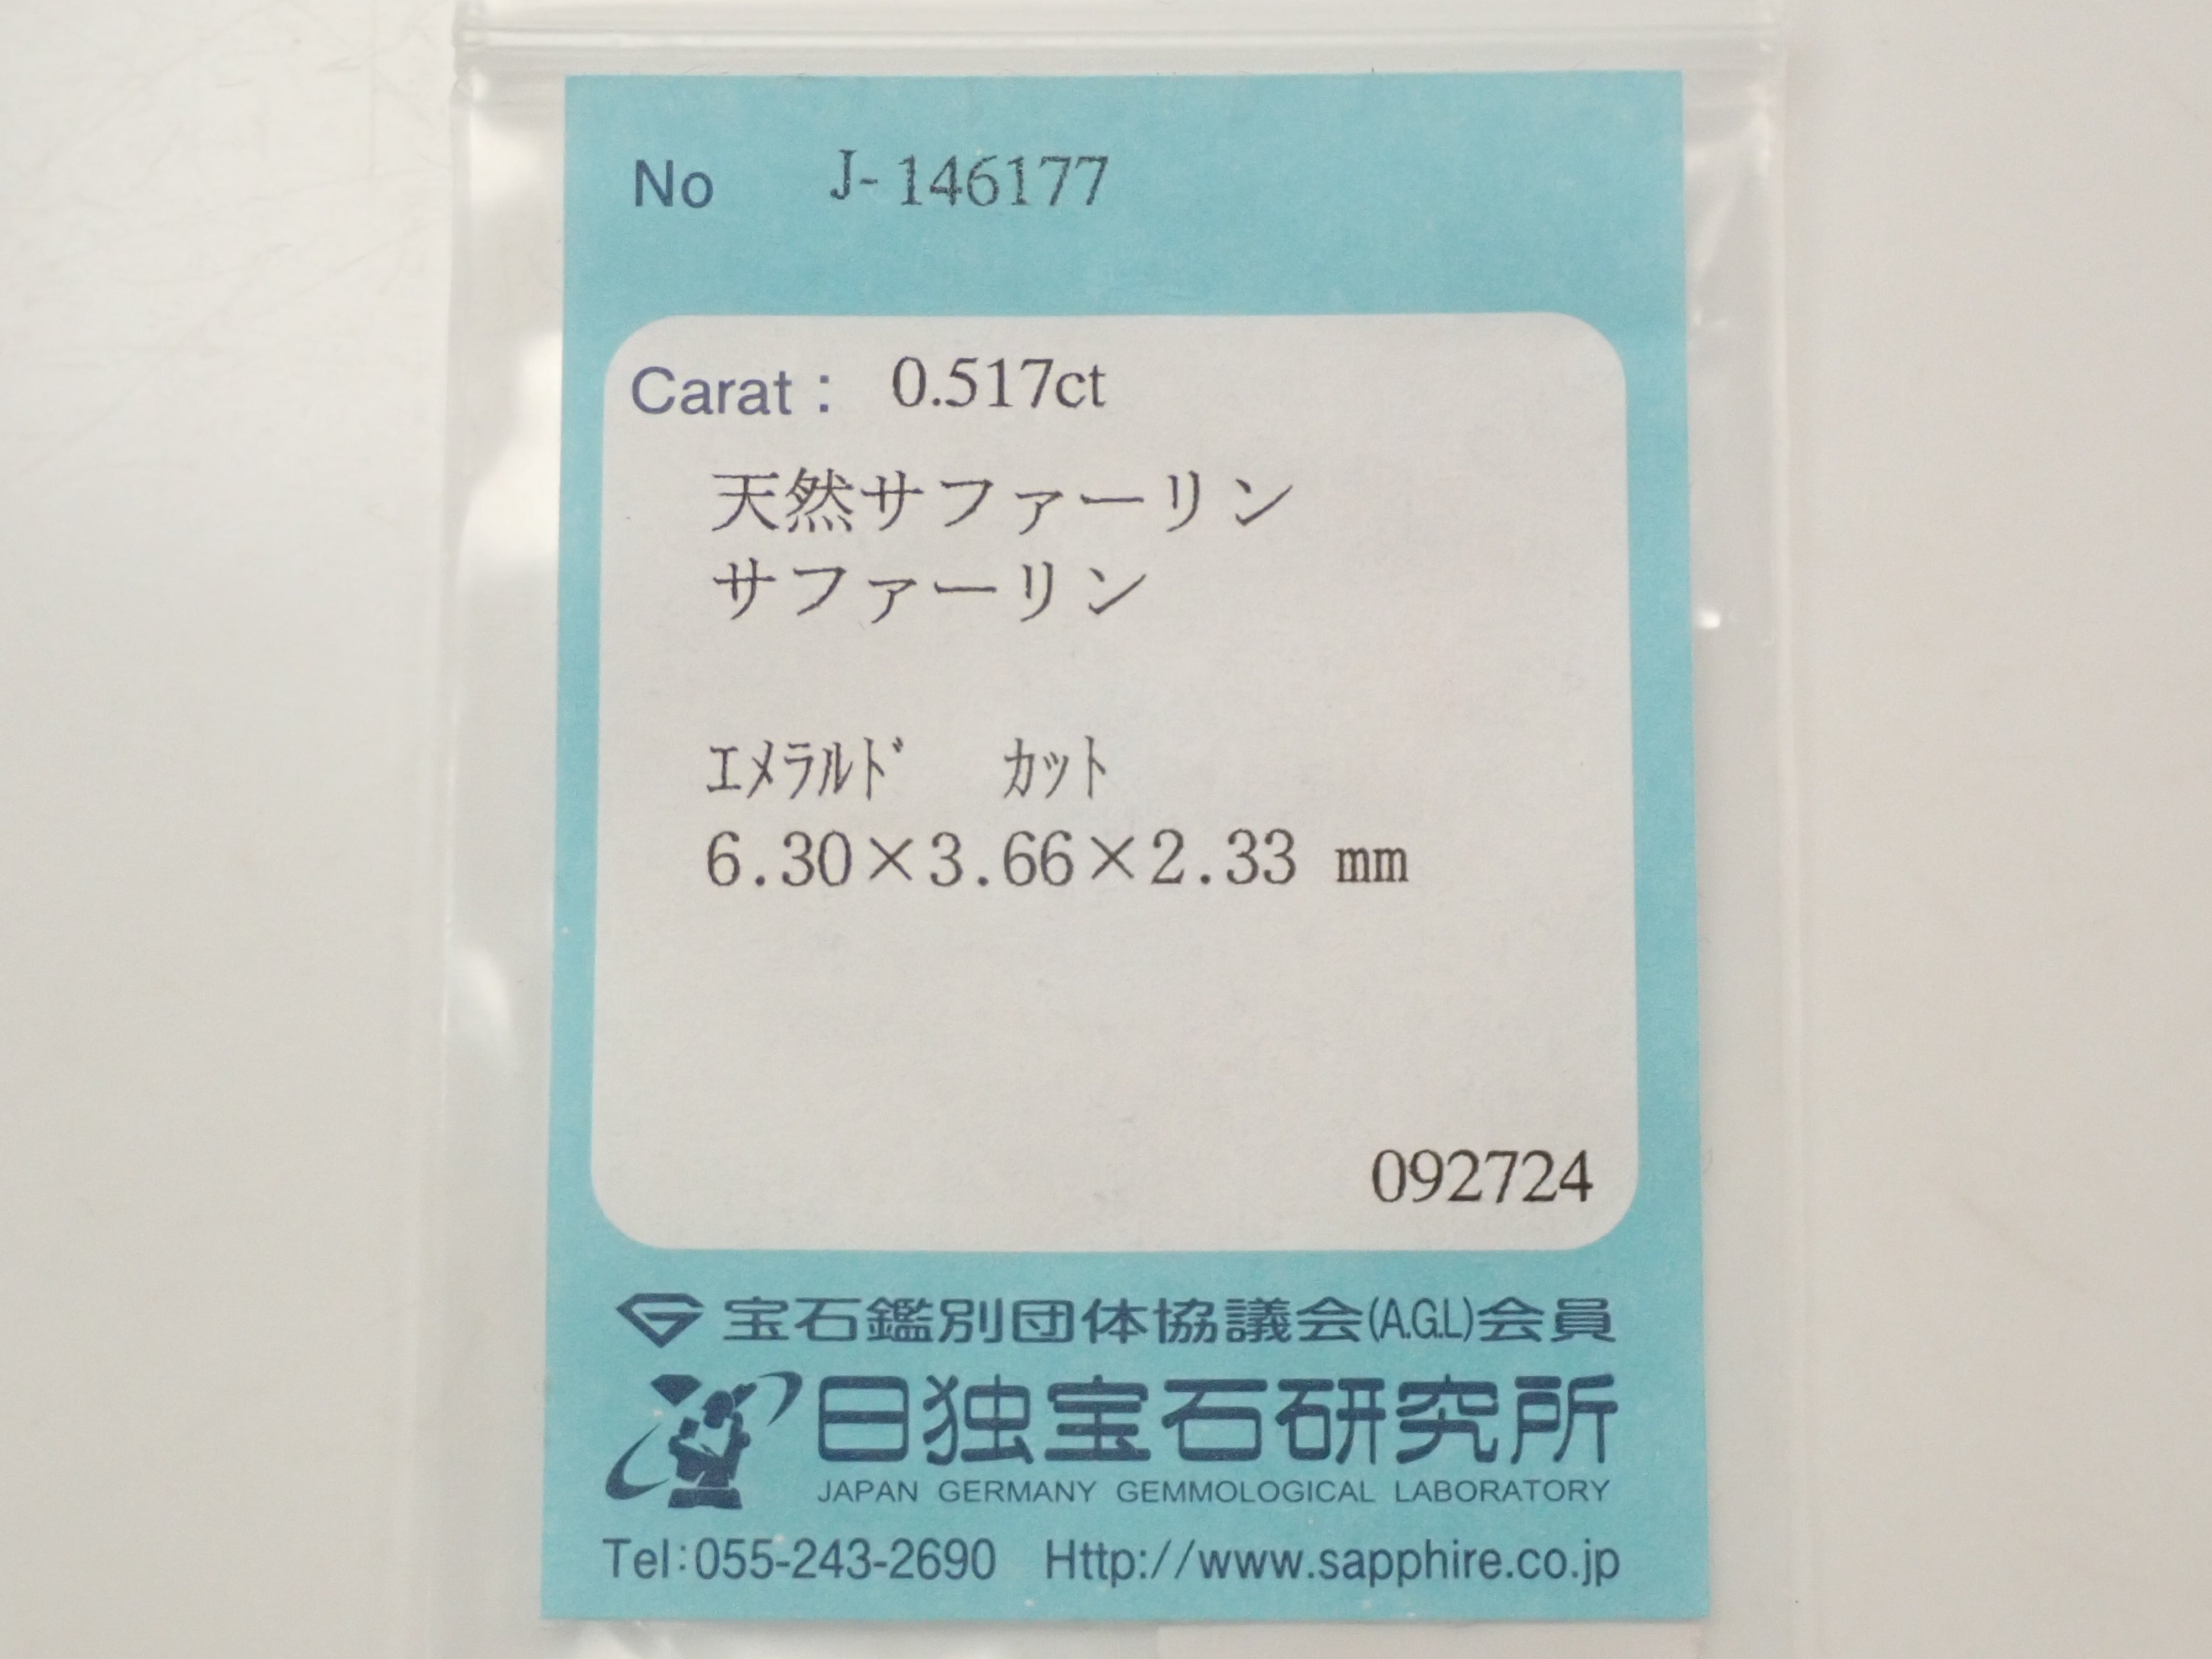 No J-146177
Carat： 0.517ct
天然サファーリン
サファーリン
ｴﾒﾗﾙﾄﾞ ｶｯﾄ
6.30×3.66×2.33 mm
092724
宝石鑑別団体協議会(A.G.L)会員
日独宝石研究所
JAPAN GERMANY GEMMOLOGICAL LABORATORY
Tel:055-243-2690 Http://www.sapphire.co.jp